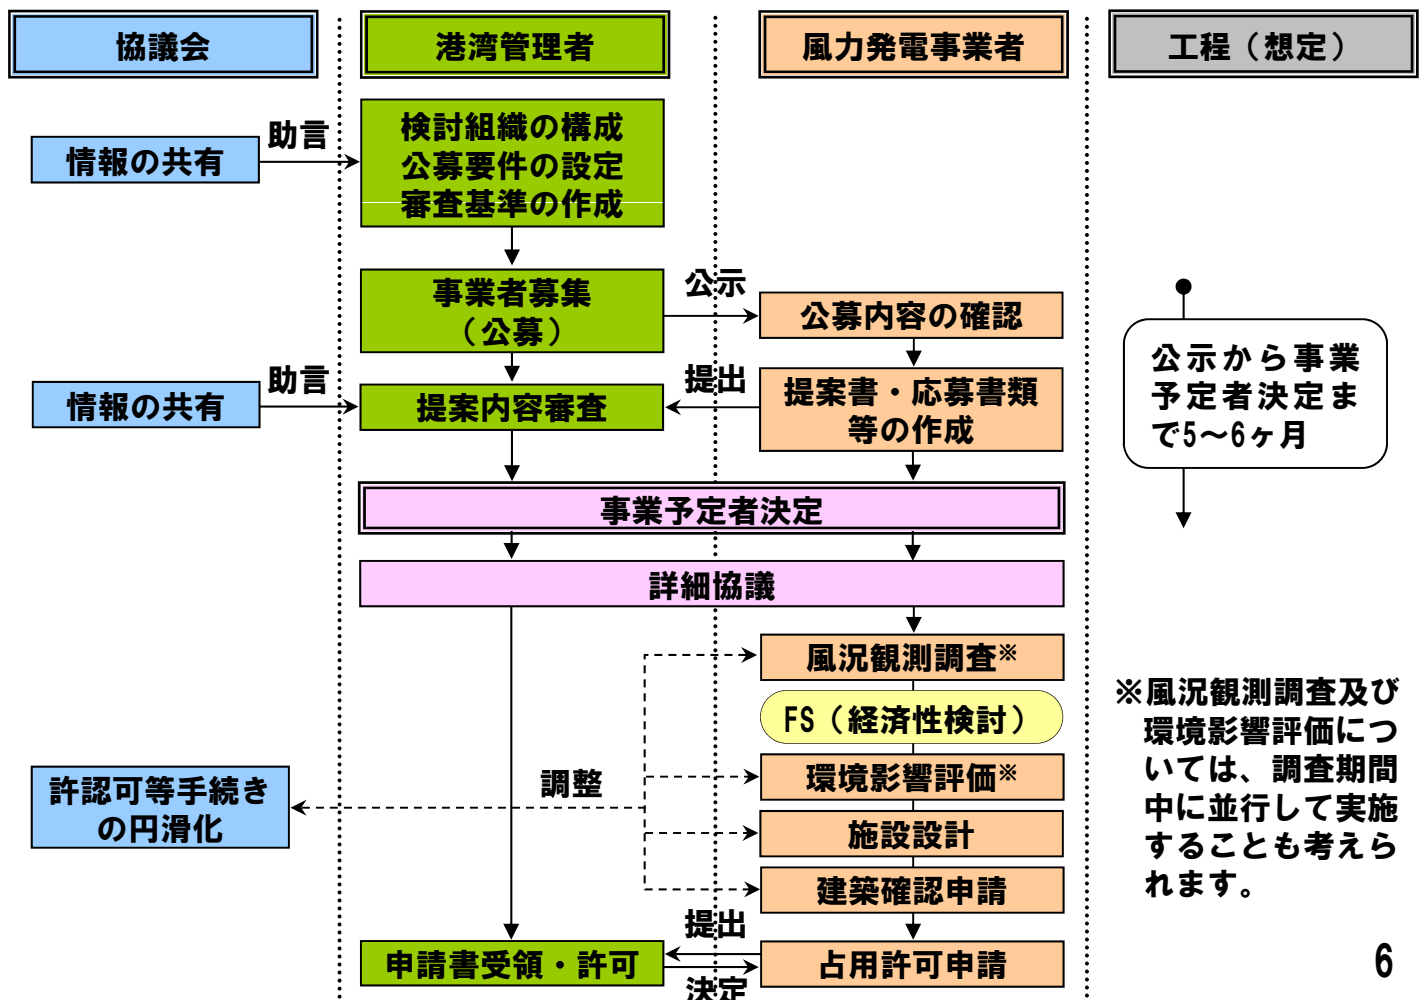 協議会
港湾管理者
風力発電事業者
工程（想定）
情報の共有
助言
検討組織の構成
公募要件の設定
審査基準の作成
事業者募集
（公募）
公示
公募内容の確認
公示から事業
予定者決定ま
で5～6ヶ月
情報の共有
助言
提案内容審査
提出
提案書・応募書類
等の作成
事業予定者決定
詳細協議
風況観測調査※
FS（経済性検討）
環境影響評価※
施設設計
建築確認申請
許認可等手続き
の円滑化
調整
※風況観測調査及び
環境影響評価につ
いては、調査期間
中に並行して実施
することも考えら
れます。
申請書受領・許可
提出
決定
占用許可申請
6